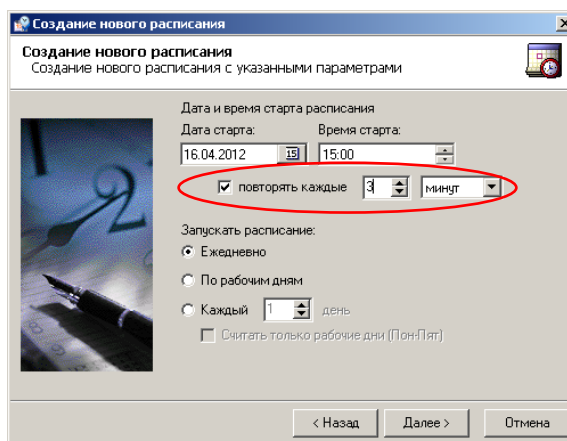 Создание нового расписания
Создание нового расписания
Создание нового расписания с указанными параметрами
Дата и время старта расписания
Дата старта: Время старта:
16.04.2012 15 15:00
повторять каждые 3 минут
Запускать расписание:
Ежедневно
По рабочим дням
Каждый 1 день
Считать только рабочие дни (Пон-Пят)
< Назад Далее > Отмена